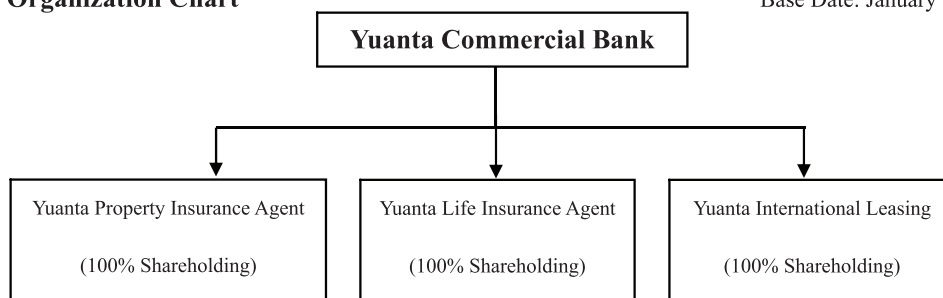 Organization Chart Base Date: January
Yuanta Commercial Bank
Yuanta Property Insurance Agent
(100% Shareholding)
Yuanta Life Insurance Agent
(100% Shareholding)
Yuanta International Leasing
(100% Shareholding)